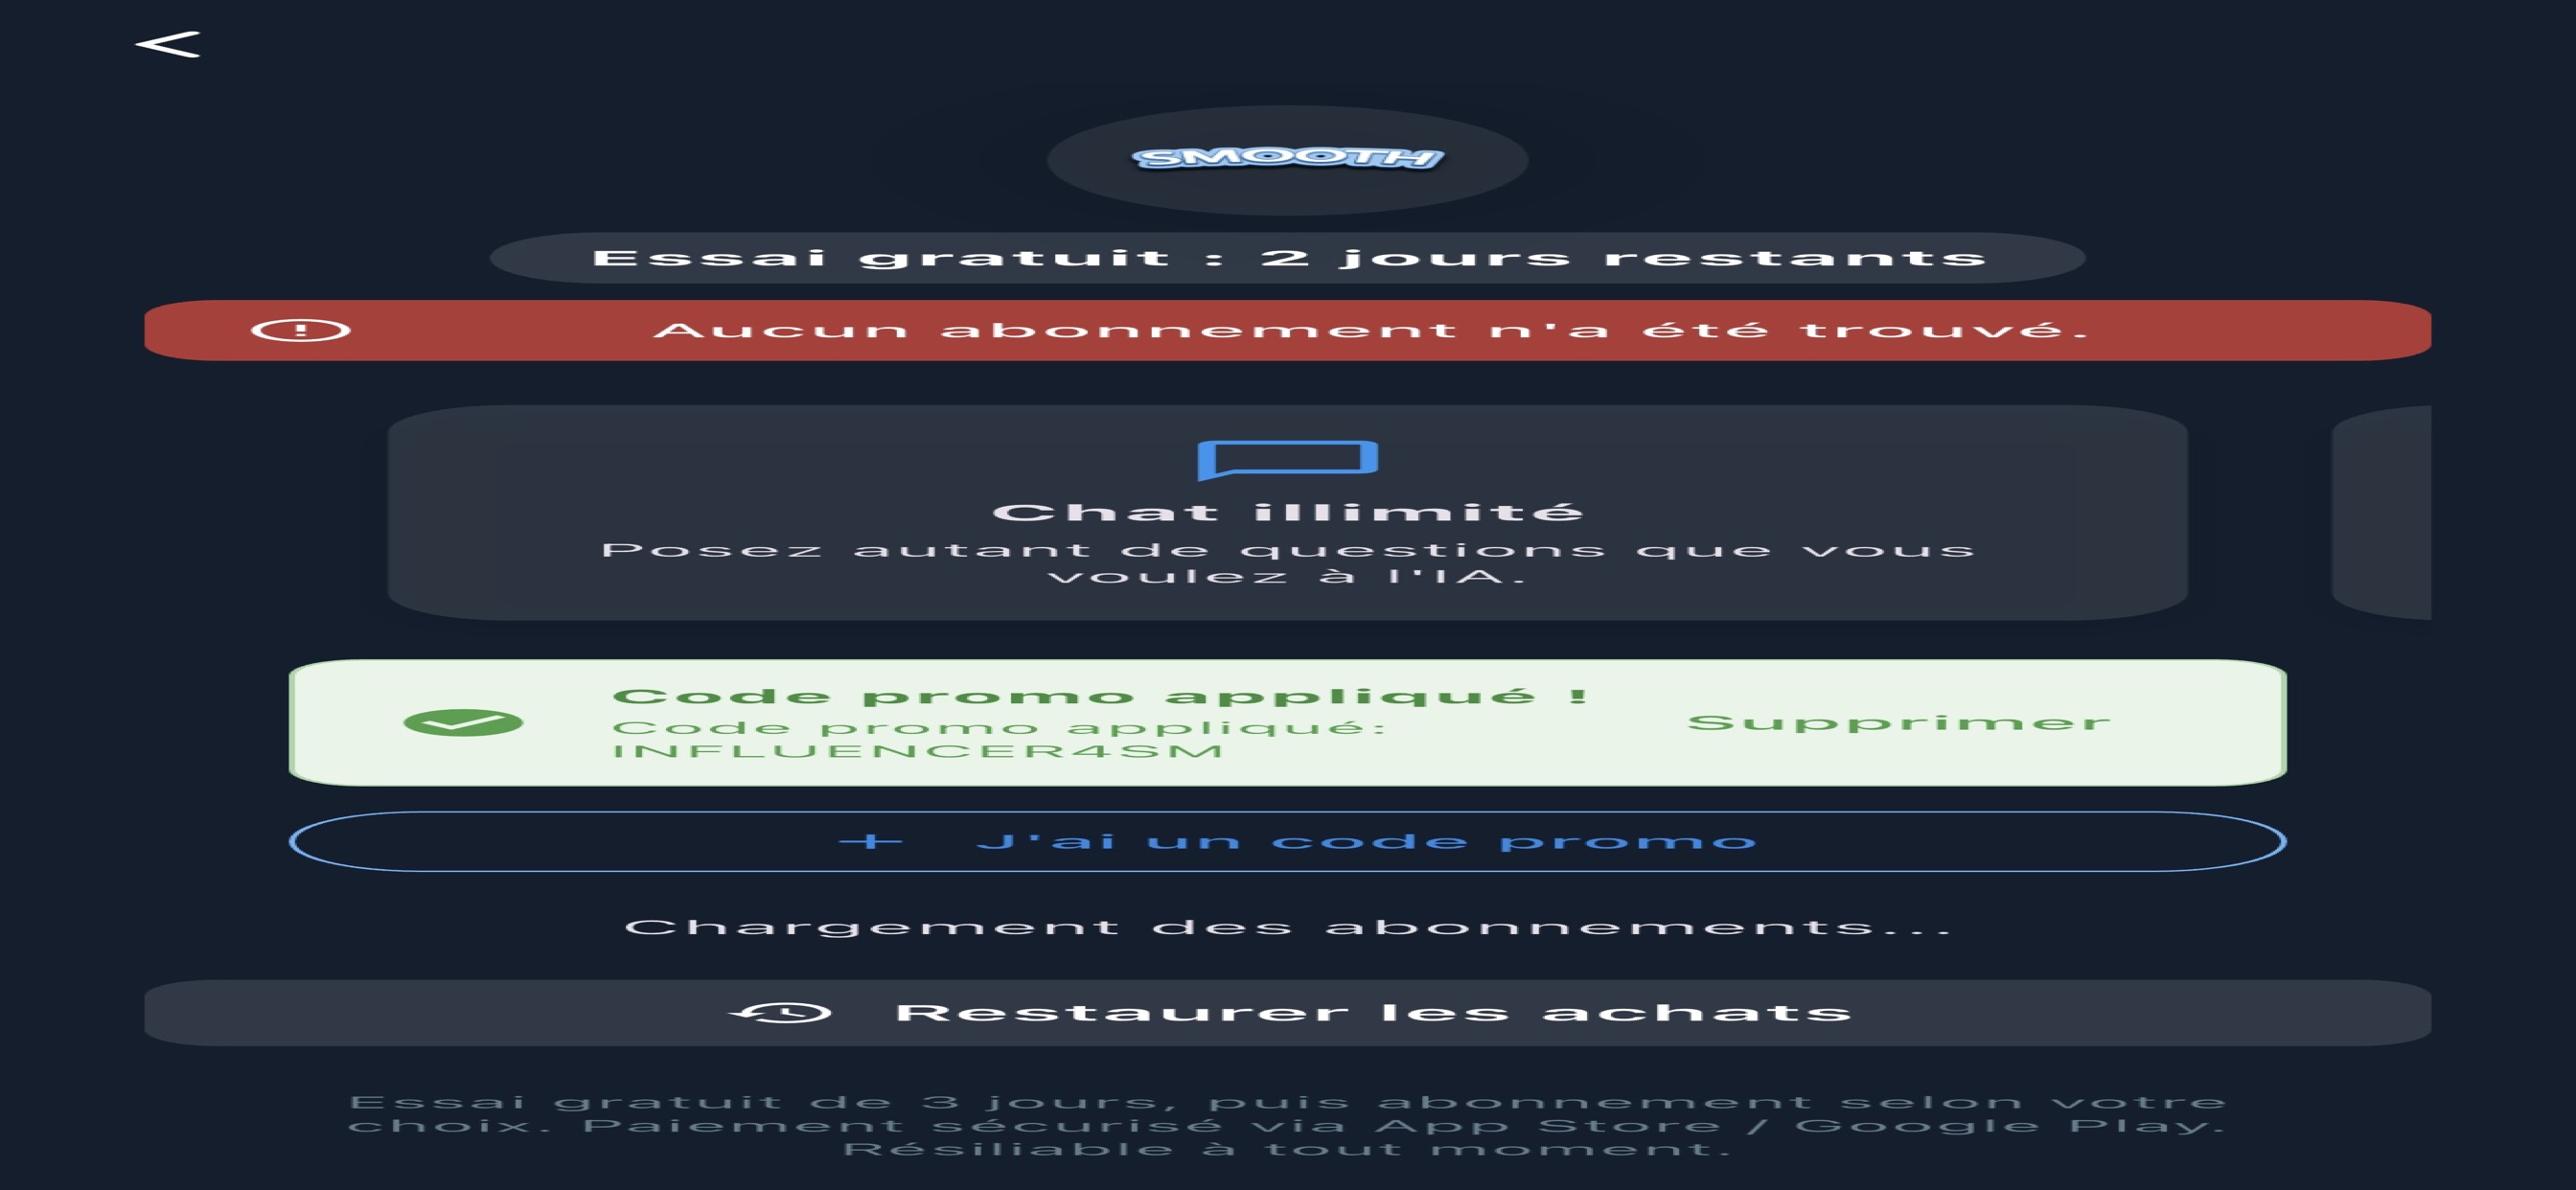 SMOOTH
Essai gratuit : 2 jours restants
Aucun abonnement n'a été trouvé.
Chat illimité
Posez autant de questions que vous
voulez à l'IA.
Code promo appliqué !
Code promo appliqué:
INFLUENCER4SM
Supprimer
+ J'ai un code promo
Chargement des abonnements...
Restaurer les achats
Essai gratuit de 3 jours, puis abonnement selon votre
choix. Paiement sécurisé via App Store / Google Play.
Résiliable à tout moment.